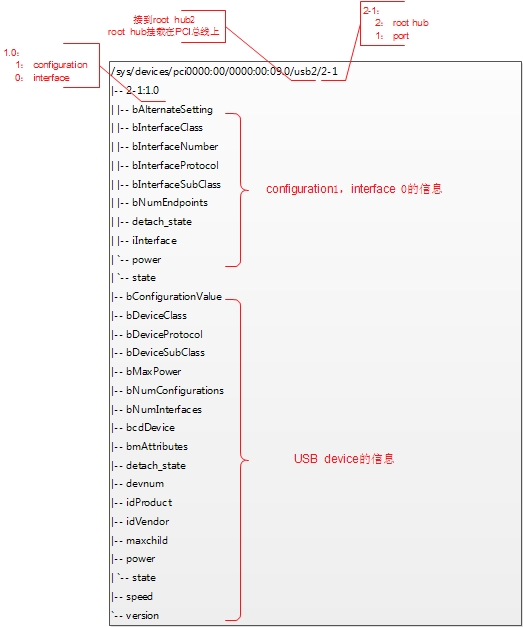 接到root hub2
root hub挂载在PCI总线上
2-1:
2: root hub
1: port
1.0:
1: configuration
0: interface
/sys/devices/pci0000:00/0000:00:09.0/usb2/2-1
|-- 2-1:1.0
| |-- bAlternateSetting
| |-- bInterfaceClass
| |-- bInterfaceNumber
| |-- bInterfaceProtocol
| |-- bInterfaceSubClass
| |-- bNumEndpoints
| |-- detach_state
| |-- iInterface
| `-- power
| `-- state
configuration1, interface 0的信息
|-- bConfigurationValue
|-- bDeviceClass
|-- bDeviceProtocol
|-- bDeviceSubClass
|-- bMaxPower
|-- bNumConfigurations
|-- bNumInterfaces
|-- bcdDevice
|-- bmAttributes
|-- detach_state
|-- devnum
|-- idProduct
|-- idVendor
|-- maxchild
|-- power
| `-- state
|-- speed
`-- version
USB device的信息